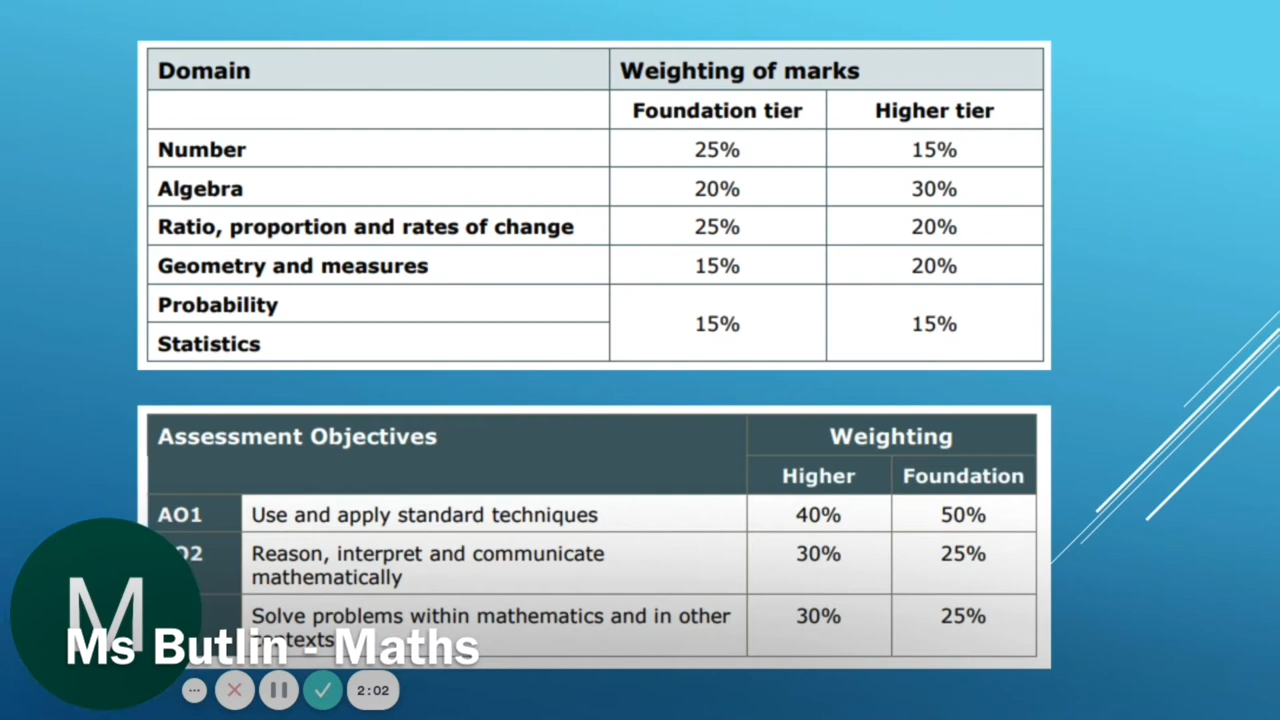 Domain Weighting of marks
Foundation tier Higher tier
Number 25% 15%
Algebra 20% 30%
Ratio, proportion and rates of change 25% 20%
Geometry and measures 15% 20%
Probability
15% 15%
Statistics
Assessment Objectives Weighting
Higher Foundation
AO1 Use and apply standard techniques 40% 50%
O2 Reason, interpret and communicate 30% 25%
mathematically
Solve problems within mathematics and in other 30% 25%
contexts
M
Ms Butlin - Maths
2:02